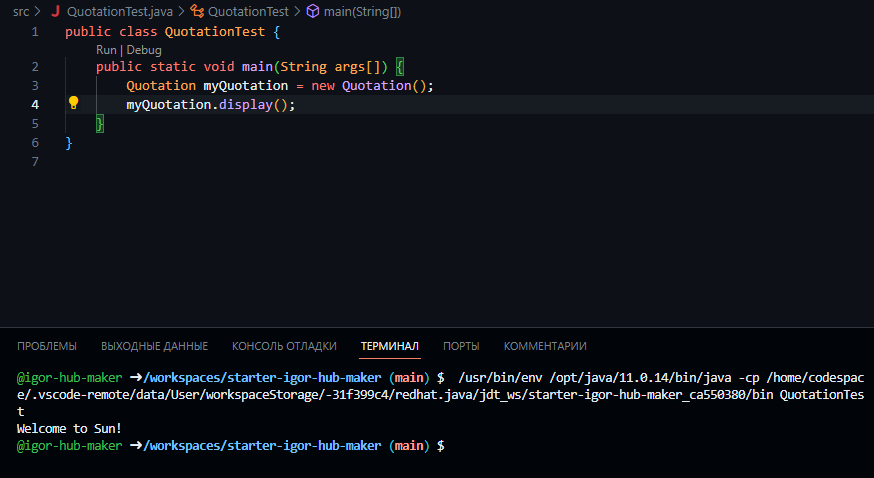 src > J QuotationTest.java > QuotationTest > main(String[])
1 public class QuotationTest {
Run | Debug
2 public static void main(String args[]) {
3 Quotation myQuotation = new Quotation();
4 myQuotation.display();
5 }
6 }
7
ПРОБЛЕМЫ ВЫХОДНЫЕ ДАННЫЕ КОНСОЛЬ ОТЛАДКИ ТЕРМИНАЛ ПОРТЫ КОММЕНТАРИИ
@igor-hub-maker ➜/workspaces/starter-igor-hub-maker (main) $ /usr/bin/env /opt/java/11.0.14/bin/java -cp /home/codespac
e/.vscode-remote/data/User/workspaceStorage/-31f399c4/redhat.java/jdt_ws/starter-igor-hub-maker_ca550380/bin QuotationTes
t
Welcome to Sun!
@igor-hub-maker ➜/workspaces/starter-igor-hub-maker (main) $